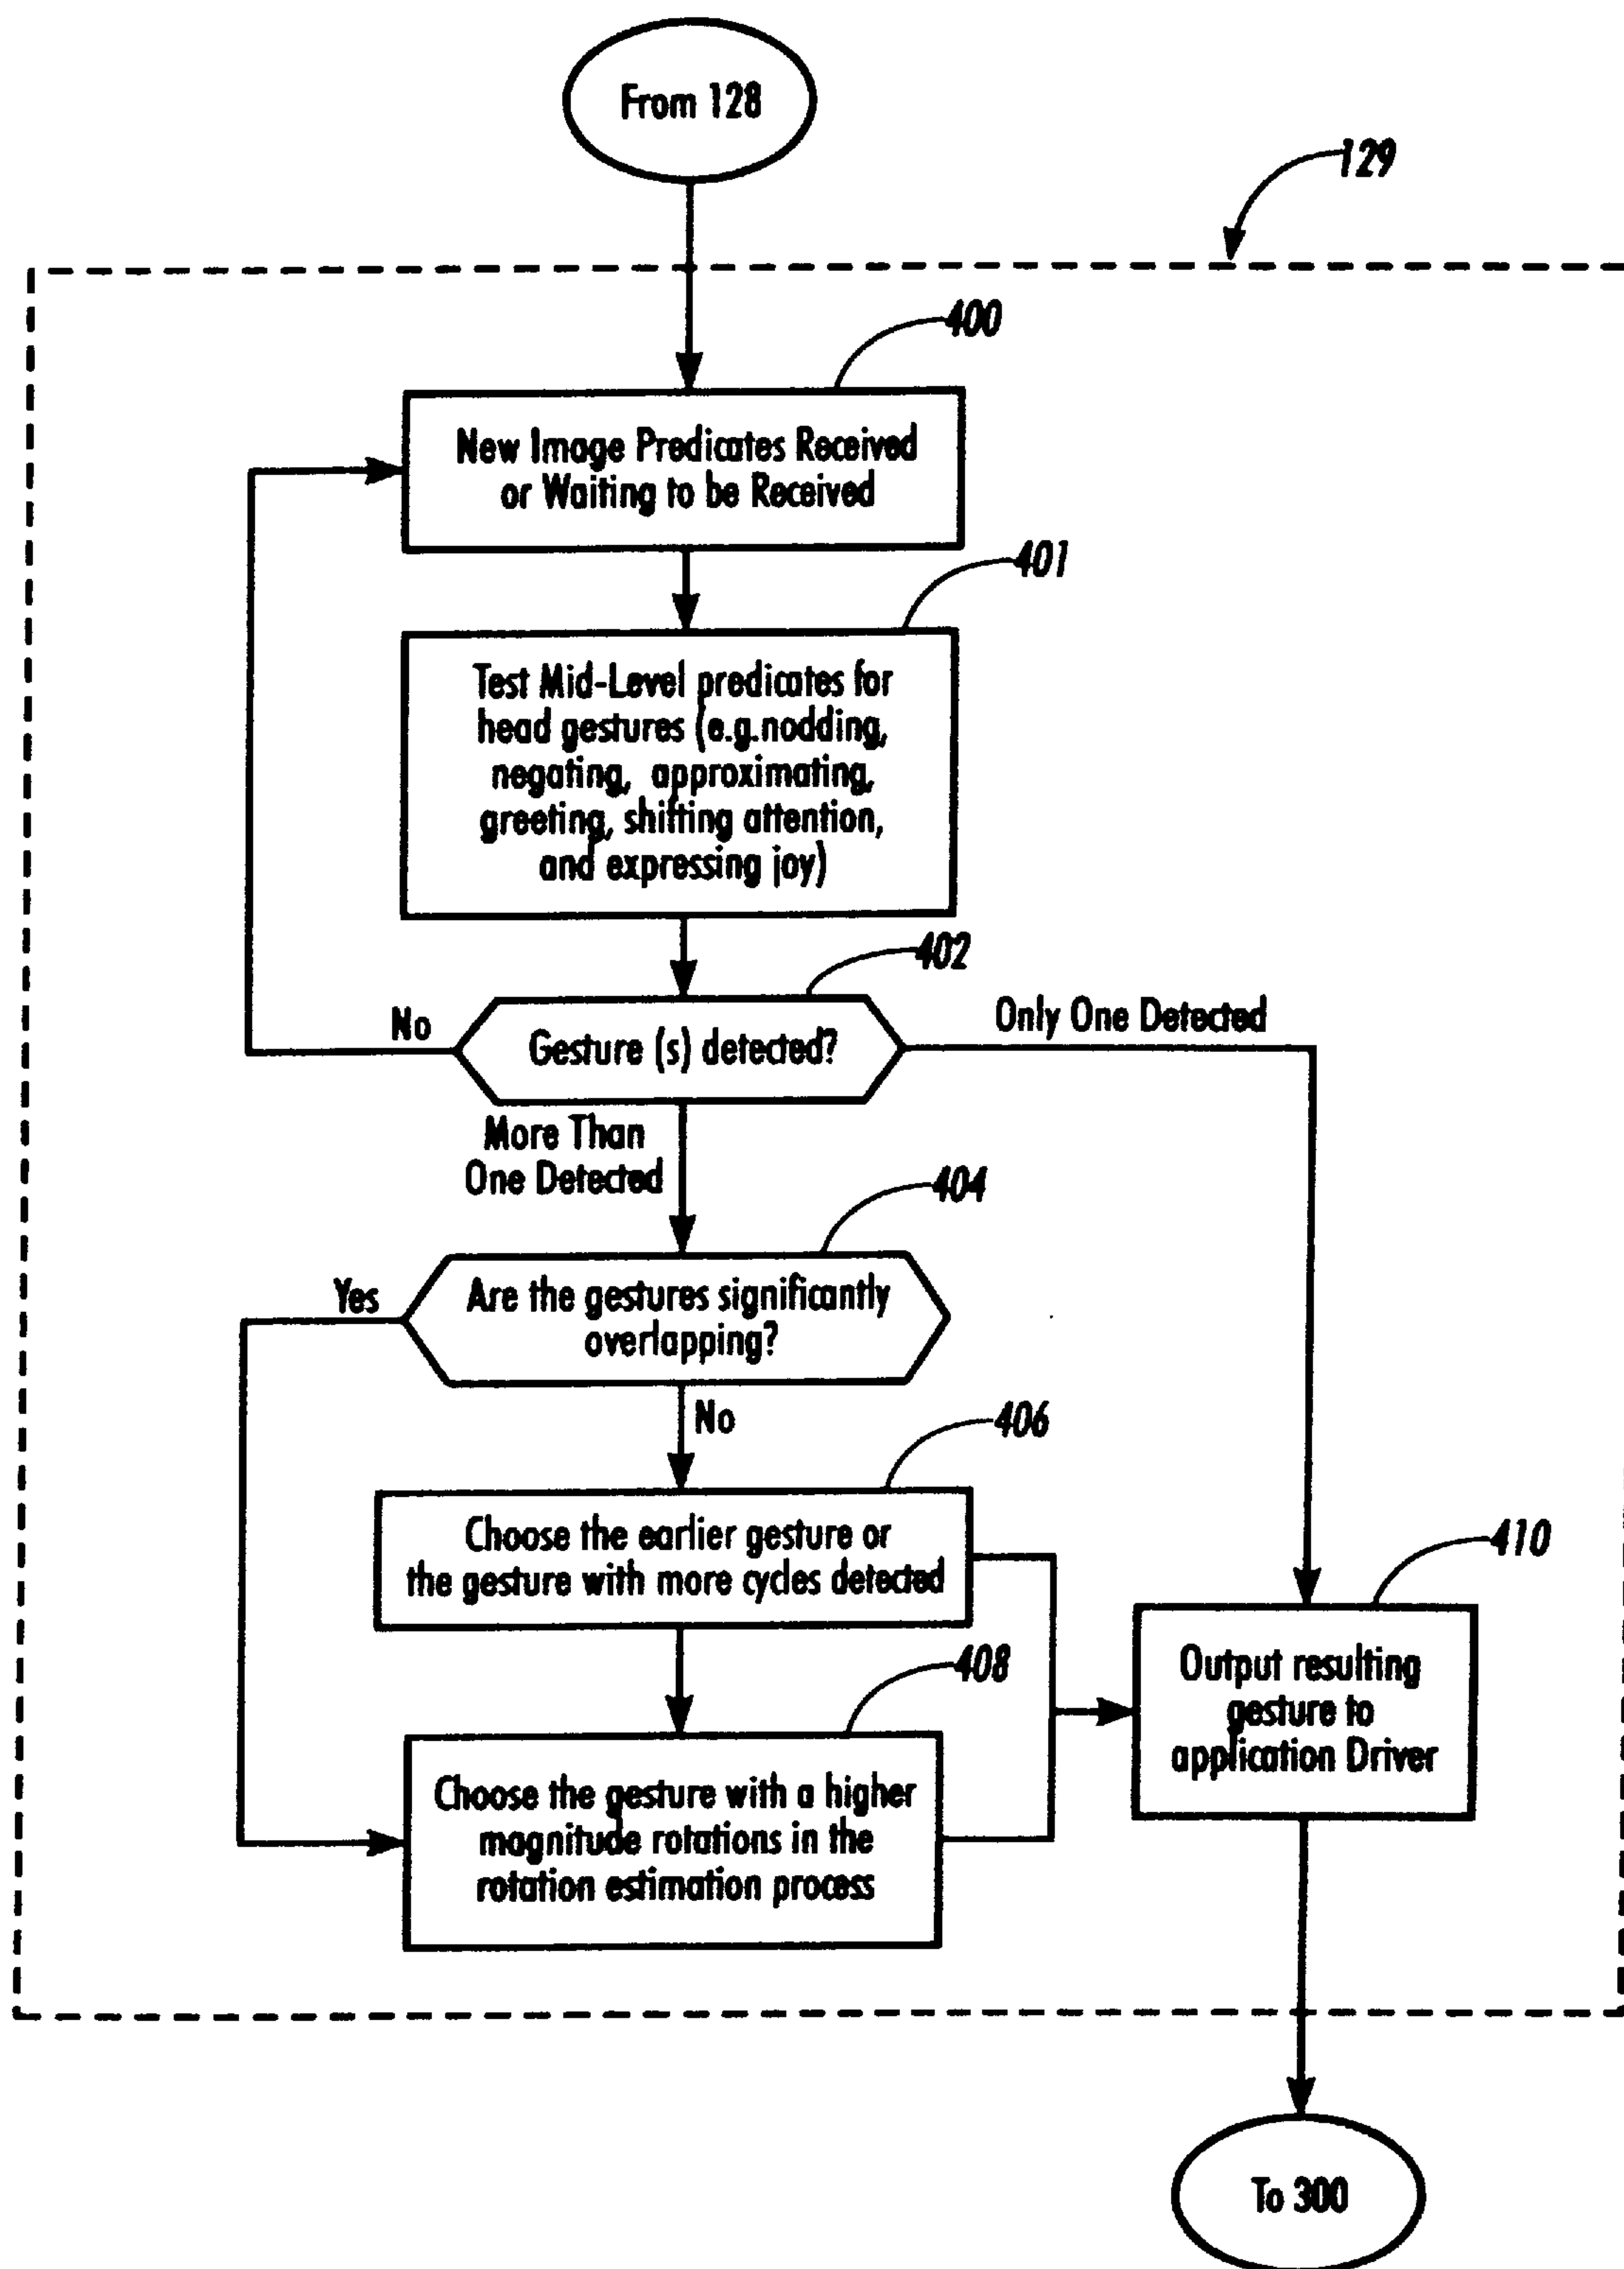 From 128
129
400
New Image Predicates Received
or Waiting to be Received
401
Test Mid-Level predicates for
head gestures (e.g.nodding,
negating, approximating,
greeting, shifting attention,
and expressing joy)
402
No
Gesture (s) detected?
Only One Detected
More Than
One Detected
404
Yes
Are the gestures significantly
overlapping?
No
406
Choose the earlier gesture or
the gesture with more cycles detected
410
408
Output resulting
gesture to
application Driver
Choose the gesture with a higher
magnitude rotations in the
rotation estimation process
To 300